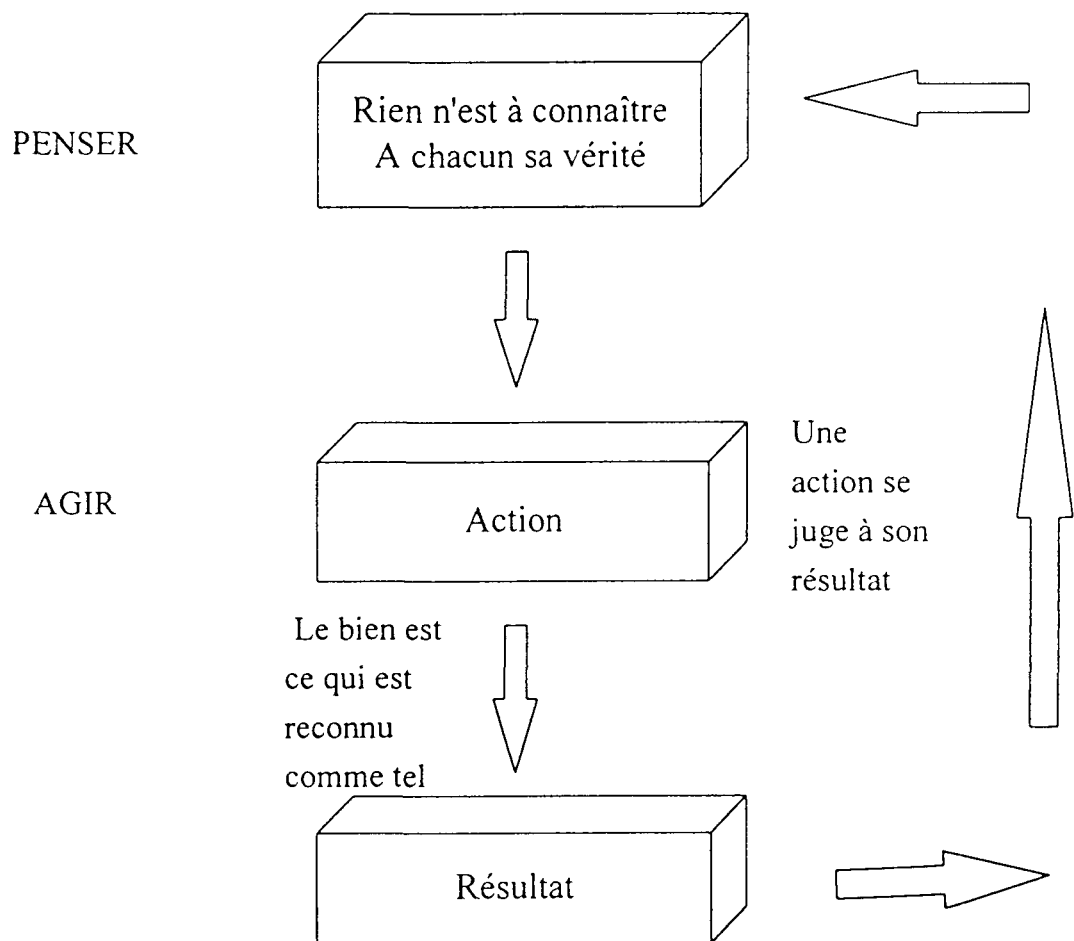 Rien n'est à connaître
A chacun sa vérité
PENSER
Une
action se
juge à son
résultat
AGIR
Action
Le bien est
ce qui est
reconnu
comme tel
Résultat